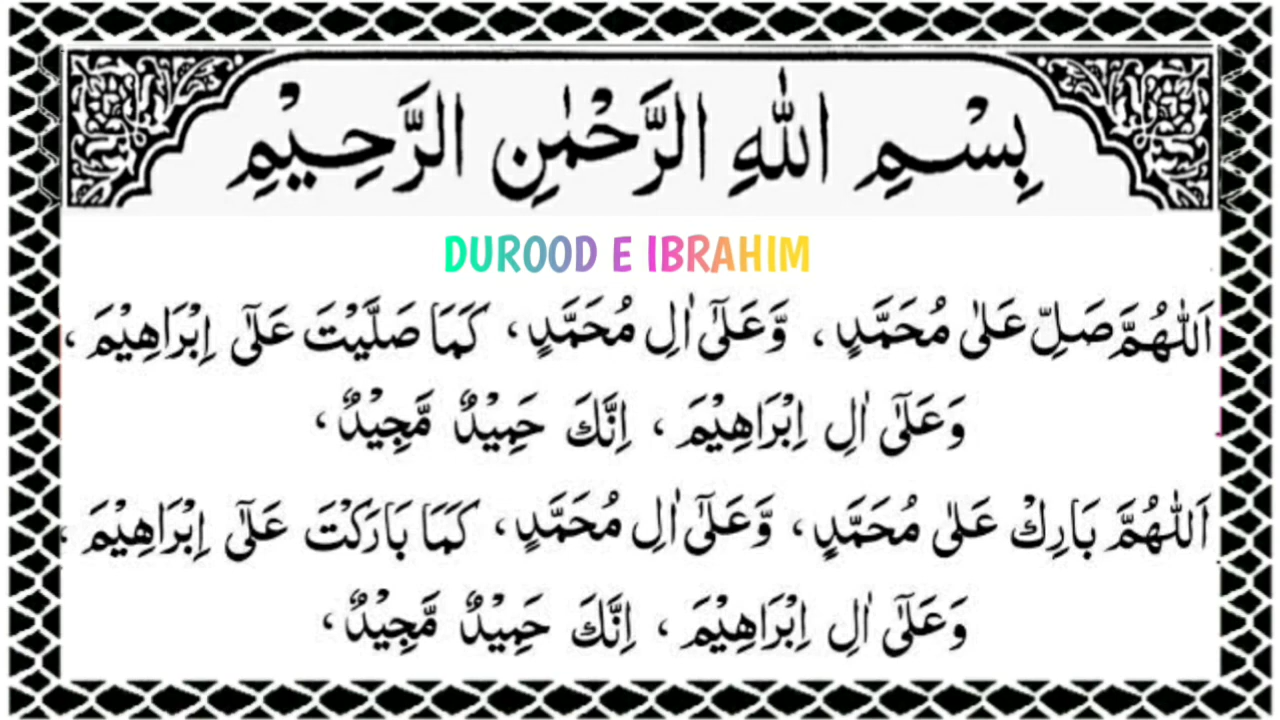 بِسْمِ اللّٰهِ الرَّحْمٰنِ الرَّحِيْمِ
DUROOD E IBRAHIM
اَللّٰهُمَّ صَلِّ عَلٰى مُحَمَّدٍ، وَّعَلٰٓى اٰلِ مُحَمَّدٍ، كَمَا صَلَّيْتَ عَلٰٓى اِبْرَاهِيْمَ،
وَعَلٰٓى اٰلِ اِبْرَاهِيْمَ، اِنَّكَ حَمِيْدٌ مَّجِيْدٌ،
اَللّٰهُمَّ بَارِكْ عَلٰى مُحَمَّدٍ، وَّعَلٰٓى اٰلِ مُحَمَّدٍ، كَمَا بَارَكْتَ عَلٰٓى اِبْرَاهِيْمَ،
وَعَلٰٓى اٰلِ اِبْرَاهِيْمَ، اِنَّكَ حَمِيْدٌ مَّجِيْدٌ،